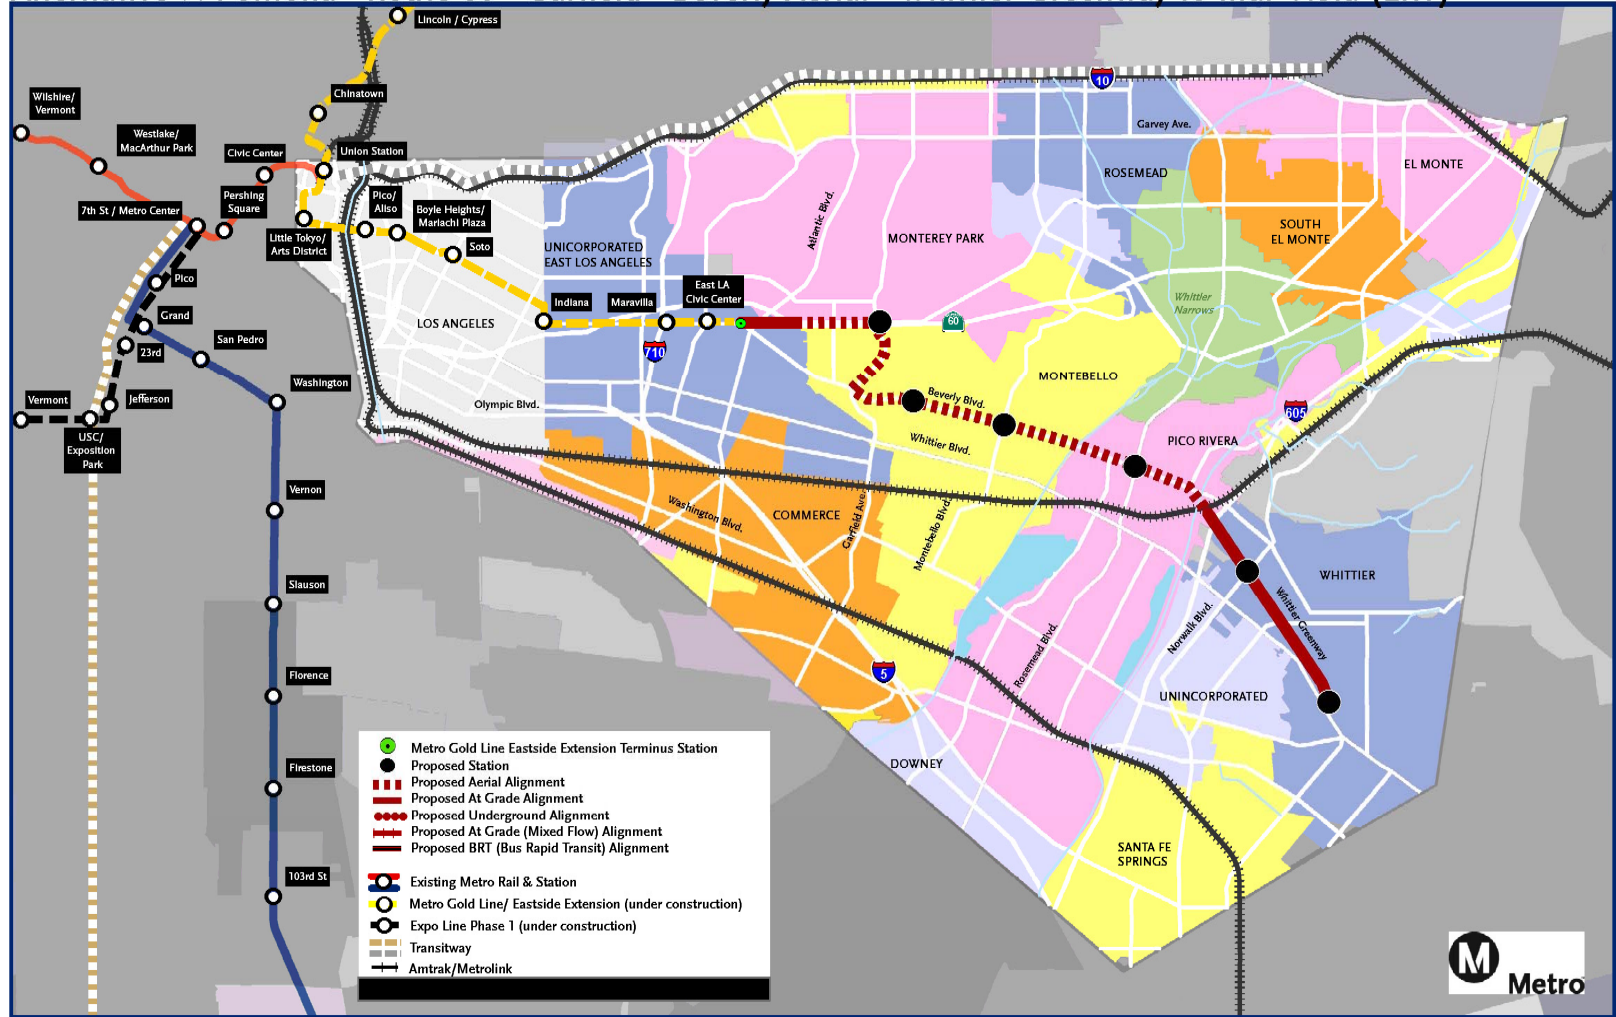 Lincoln / Cypress
Chinatown
Wilshire/
Vermont
Westlake/
MacArthur Park
Civic Center
Union Station
7th St / Metro Center
Pershing
Square
Pico/
Aliso
Boyle Heights/
Mariachi Plaza
Little Tokyo/
Arts District
Soto
Pico
Grand
23rd
San Pedro
Vermont
Jefferson
Washington
USC/
Exposition
Park
Vernon
Slauson
Florence
Firestone
103rd St
Indiana
Maravilla
East LA
Civic Center
UNICORPORATED
EAST LOS ANGELES
LOS ANGELES
Olympic Blvd.
710
10
Garvey Ave.
ROSEMEAD
EL MONTE
SOUTH
EL MONTE
Atlantic Blvd.
MONTEREY PARK
Whittier
Narrows
60
MONTEBELLO
Beverly Blvd.
Whittier Blvd.
605
PICO RIVERA
Washington Blvd.
COMMERCE
Garfield Ave.
Montebello Blvd.
WHITTIER
Whittier Greenway
Norwalk Blvd.
Rosemead Blvd.
5
UNINCORPORATED
DOWNEY
SANTA FE
SPRINGS
Metro Gold Line Eastside Extension Terminus Station
Proposed Station
Proposed Aerial Alignment
Proposed At Grade Alignment
Proposed Underground Alignment
Proposed At Grade (Mixed Flow) Alignment
Proposed BRT (Bus Rapid Transit) Alignment
Existing Metro Rail & Station
Metro Gold Line/ Eastside Extension (under construction)
Expo Line Phase 1 (under construction)
Transitway
Amtrak/Metrolink
M
Metro